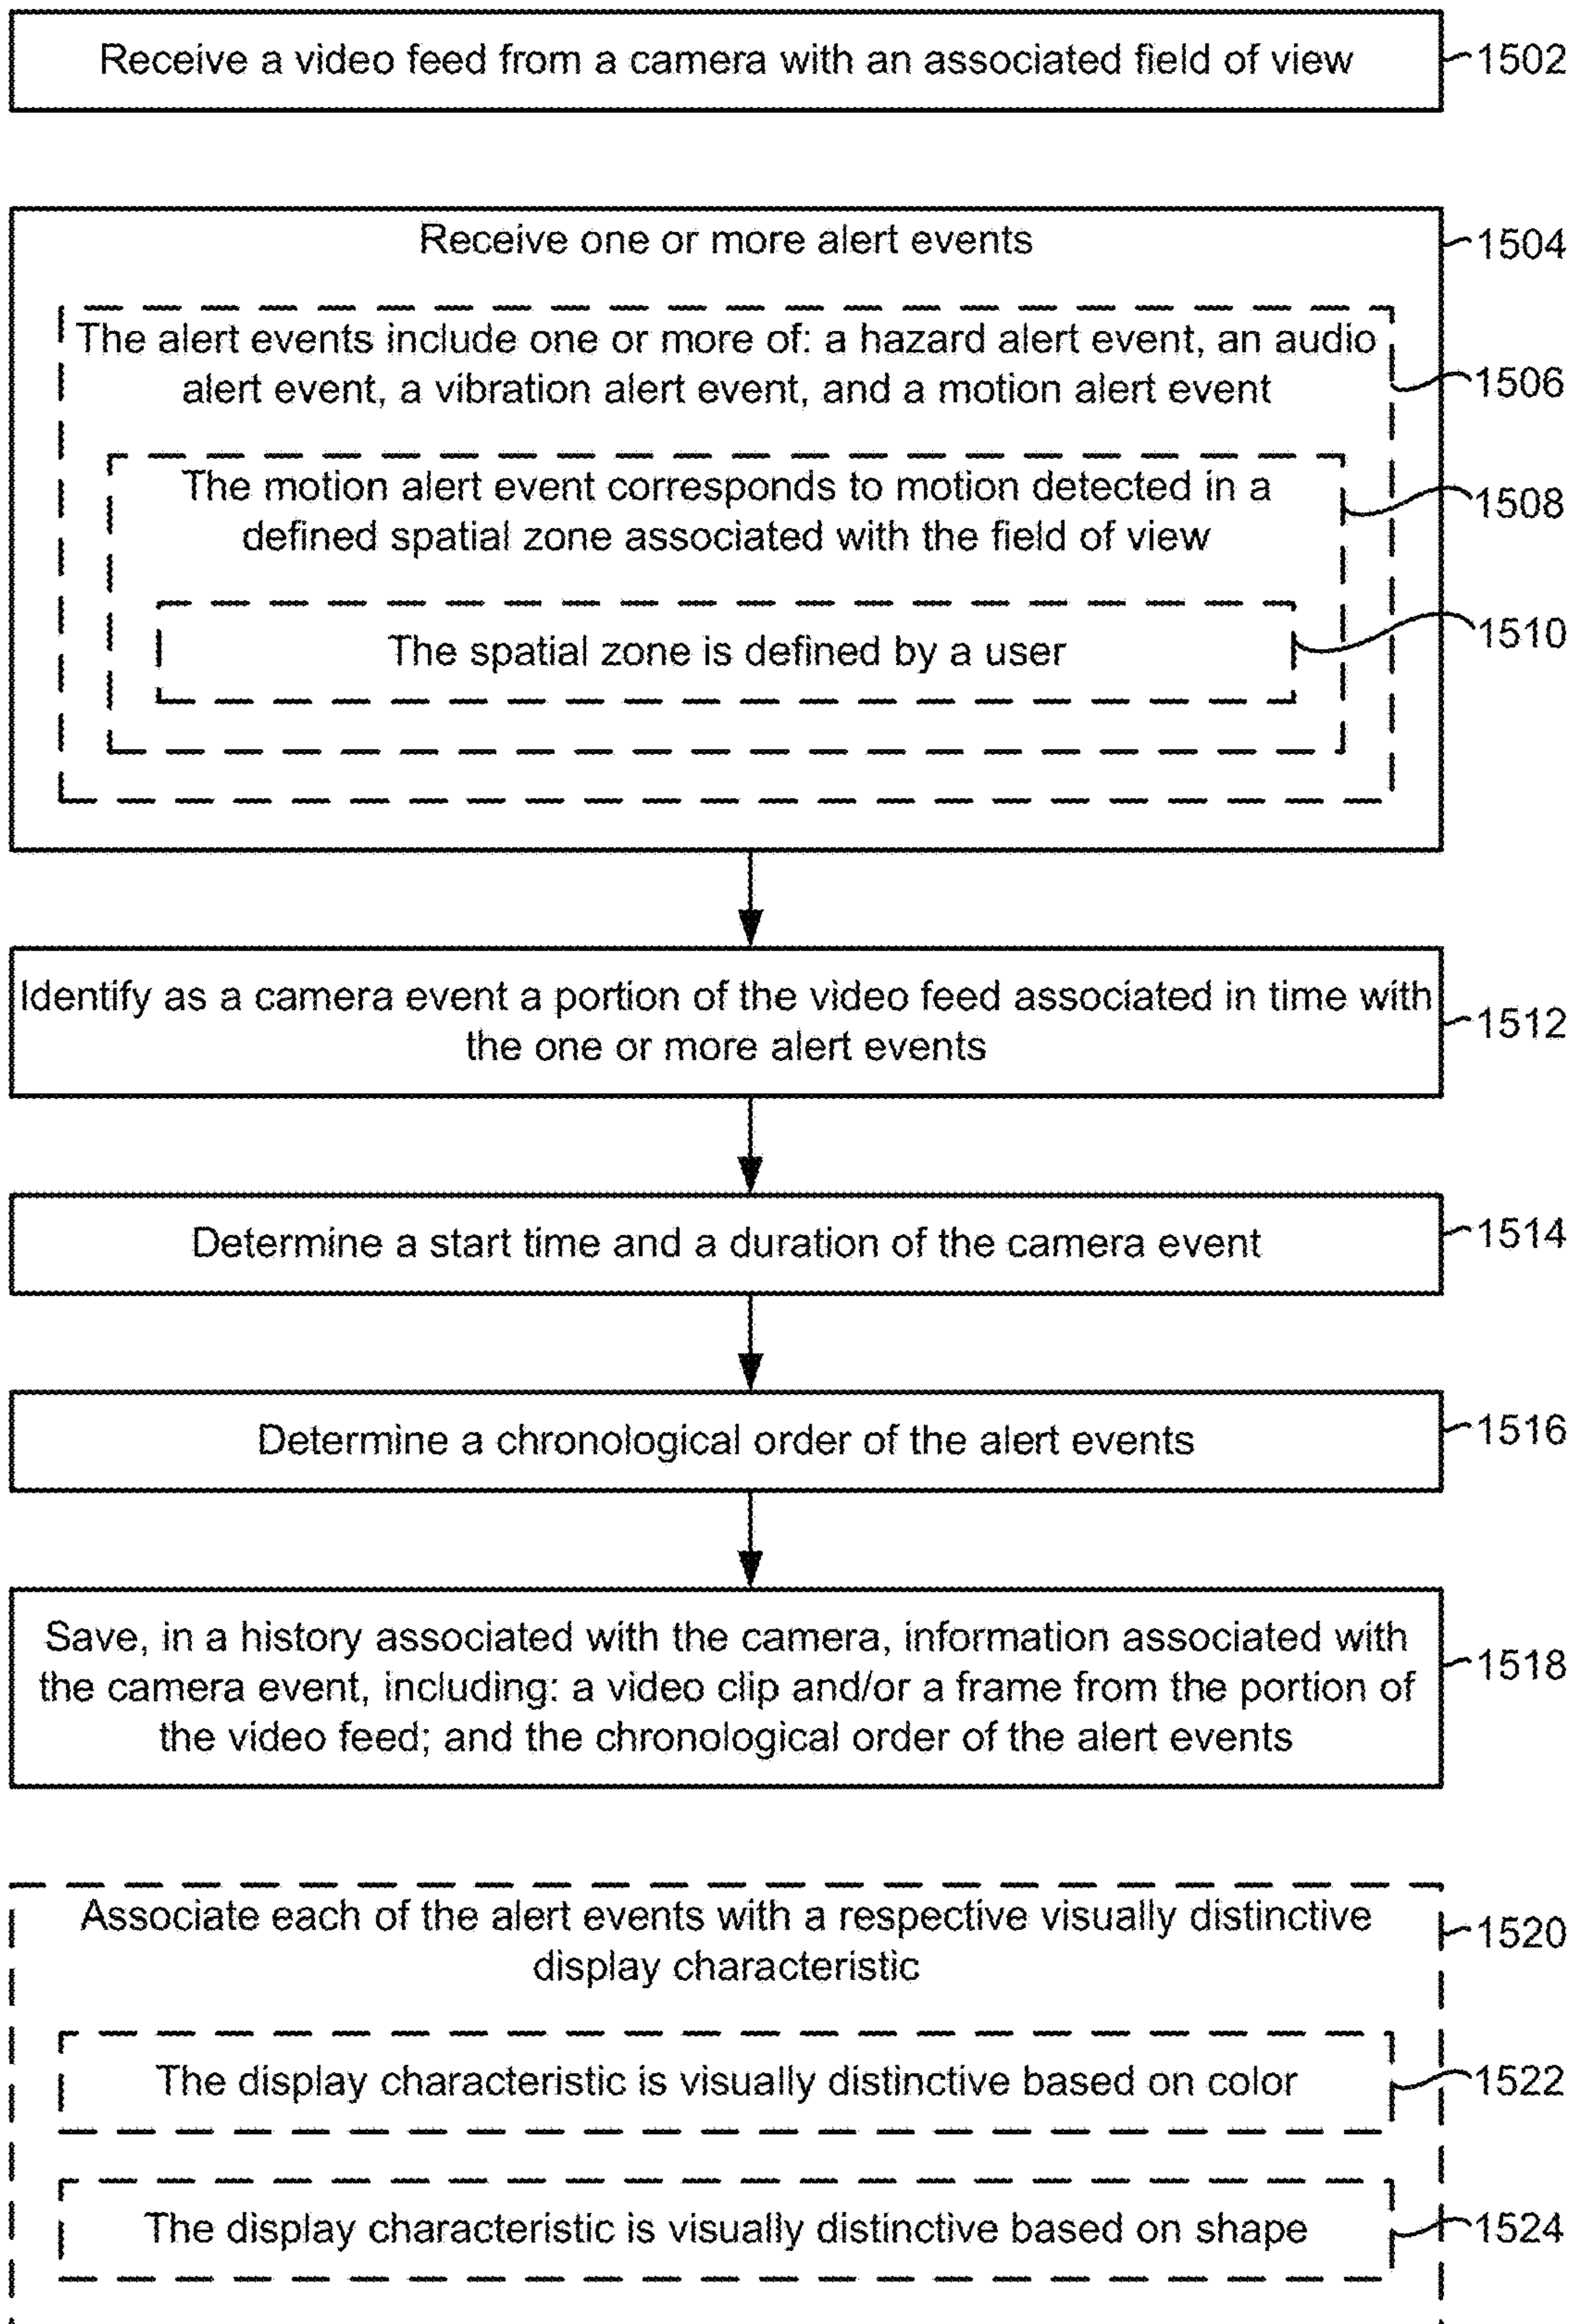 Receive a video feed from a camera with an associated field of view
1502
Receive one or more alert events
1504
The alert events include one or more of: a hazard alert event, an audio
alert event, a vibration alert event, and a motion alert event
1506
The motion alert event corresponds to motion detected in a
defined spatial zone associated with the field of view
1508
The spatial zone is defined by a user
1510
Identify as a camera event a portion of the video feed associated in time with
the one or more alert events
1512
Determine a start time and a duration of the camera event
1514
Determine a chronological order of the alert events
1516
Save, in a history associated with the camera, information associated with
the camera event, including: a video clip and/or a frame from the portion of
the video feed; and the chronological order of the alert events
1518
Associate each of the alert events with a respective visually distinctive
display characteristic
1520
The display characteristic is visually distinctive based on color
1522
The display characteristic is visually distinctive based on shape
1524